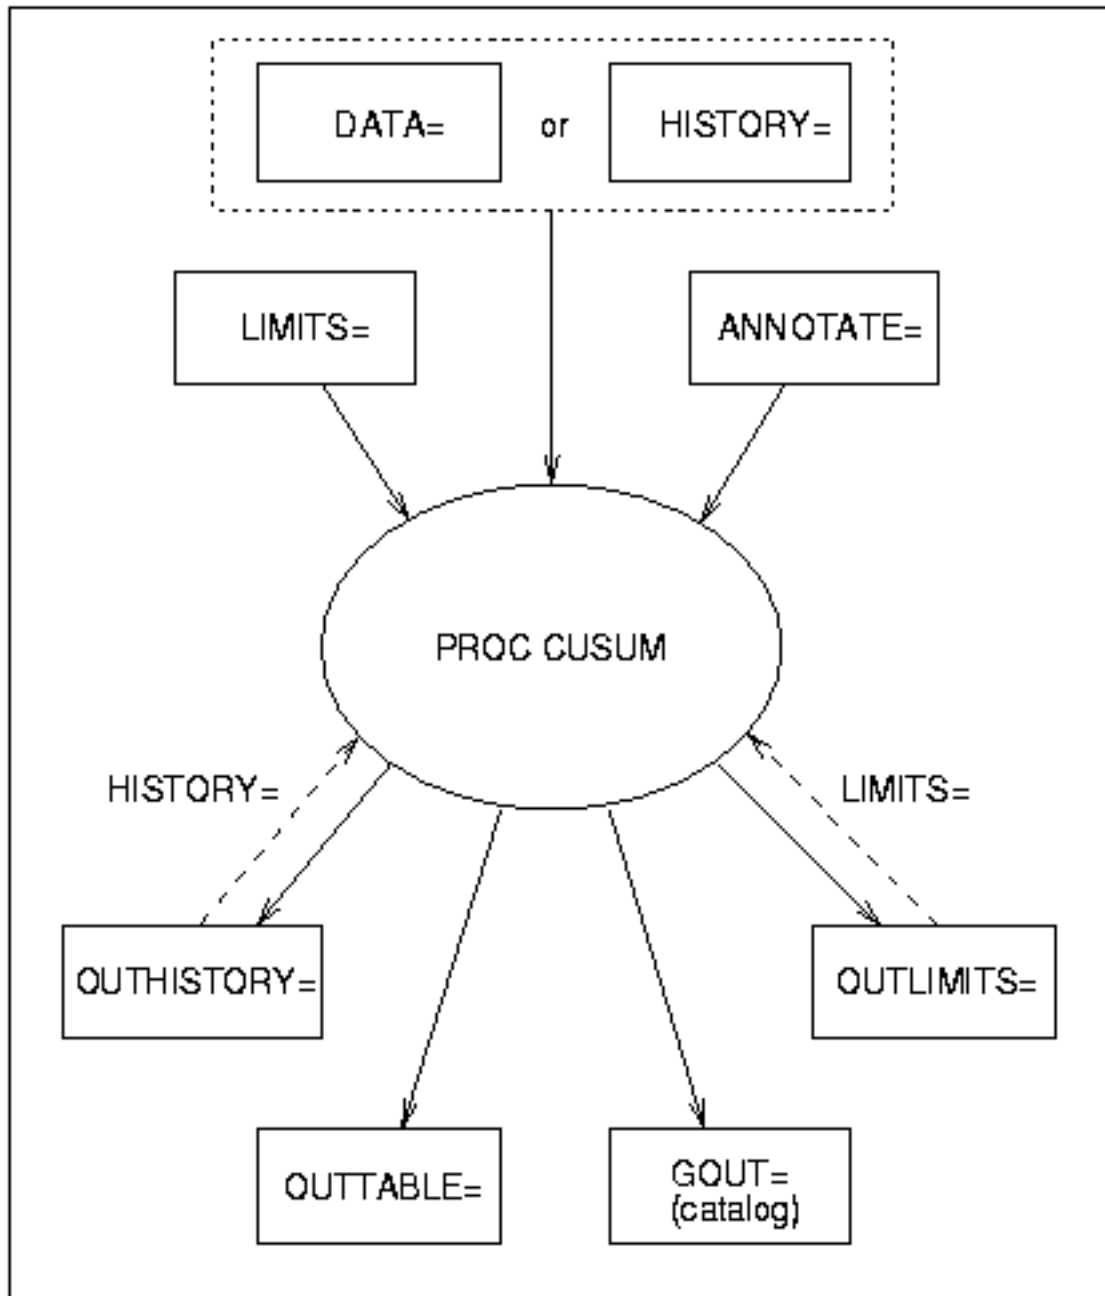 DATA= or HISTORY=
LIMITS=
ANNOTATE=
PROC CUSUM
HISTORY=
LIMITS=
OUTHISTORY=
OUTLIMITS=
OUTTABLE=
GOUT=
(catalog)